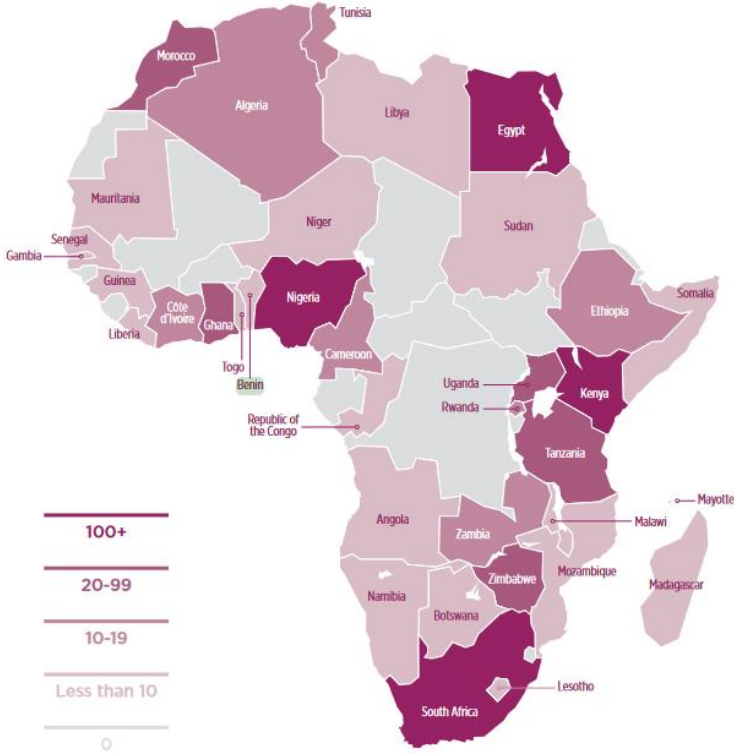 Tunisia
Morocco
Algeria
Libya
Egypt
Mauritania
Niger
Sudan
Senegal
Gambia
Guinea
Côte
d'Ivoire
Ghana
Nigeria
Ethiopia
Somalia
Liberia
Togo
Benin
Cameroon
Uganda
Kenya
Rwanda
Republic of
the Congo
Tanzania
Mayotte
Angola
Zambia
Malawi
Mozambique
Madagascar
Zimbabwe
Namibia
Botswana
Lesotho
South Africa
100+
20-99
10-19
Less than 10
0